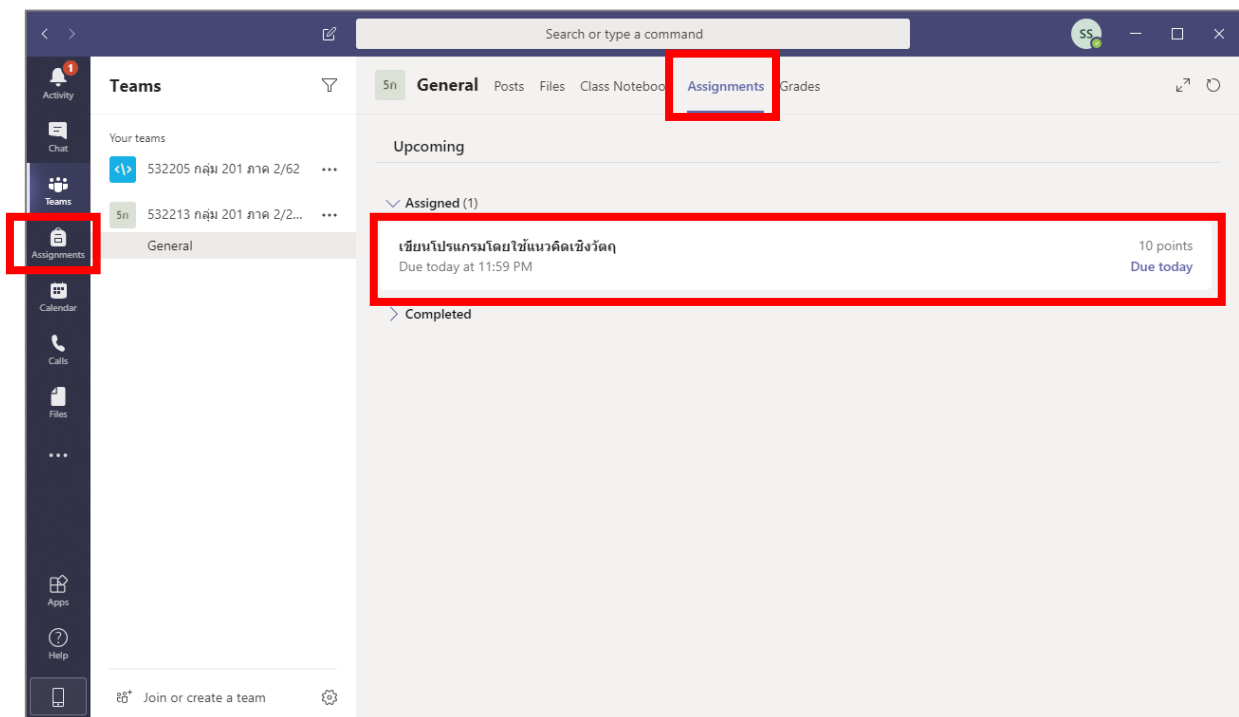 Search or type a command
SS
1
Activity
Chat
Teams
Assignments
Calendar
Calls
Files
Apps
Help
Teams
Your teams
532205 กลุ่ม 201 ภาค 2/62
5ก
532213 กลุ่ม 201 ภาค 2/2...
General
Join or create a team
5ก
General
Posts
Files
Class Noteboo
Assignments
Grades
Upcoming
Assigned (1)
เขียนโปรแกรมโดยใช้แนวคิดเชิงวัตถุ
10 points
Due today at 11:59 PM
Due today
Completed